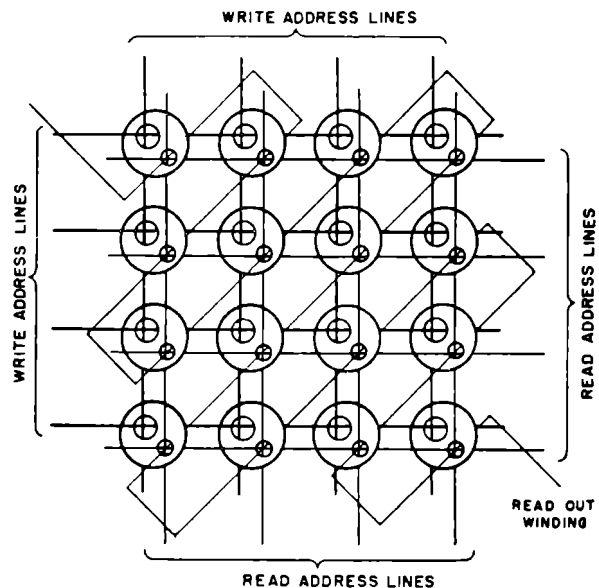 WRITE ADDRESS LINES
WRITE ADDRESS LINES
READ ADDRESS LINES
READ OUT
WINDING
READ ADDRESS LINES